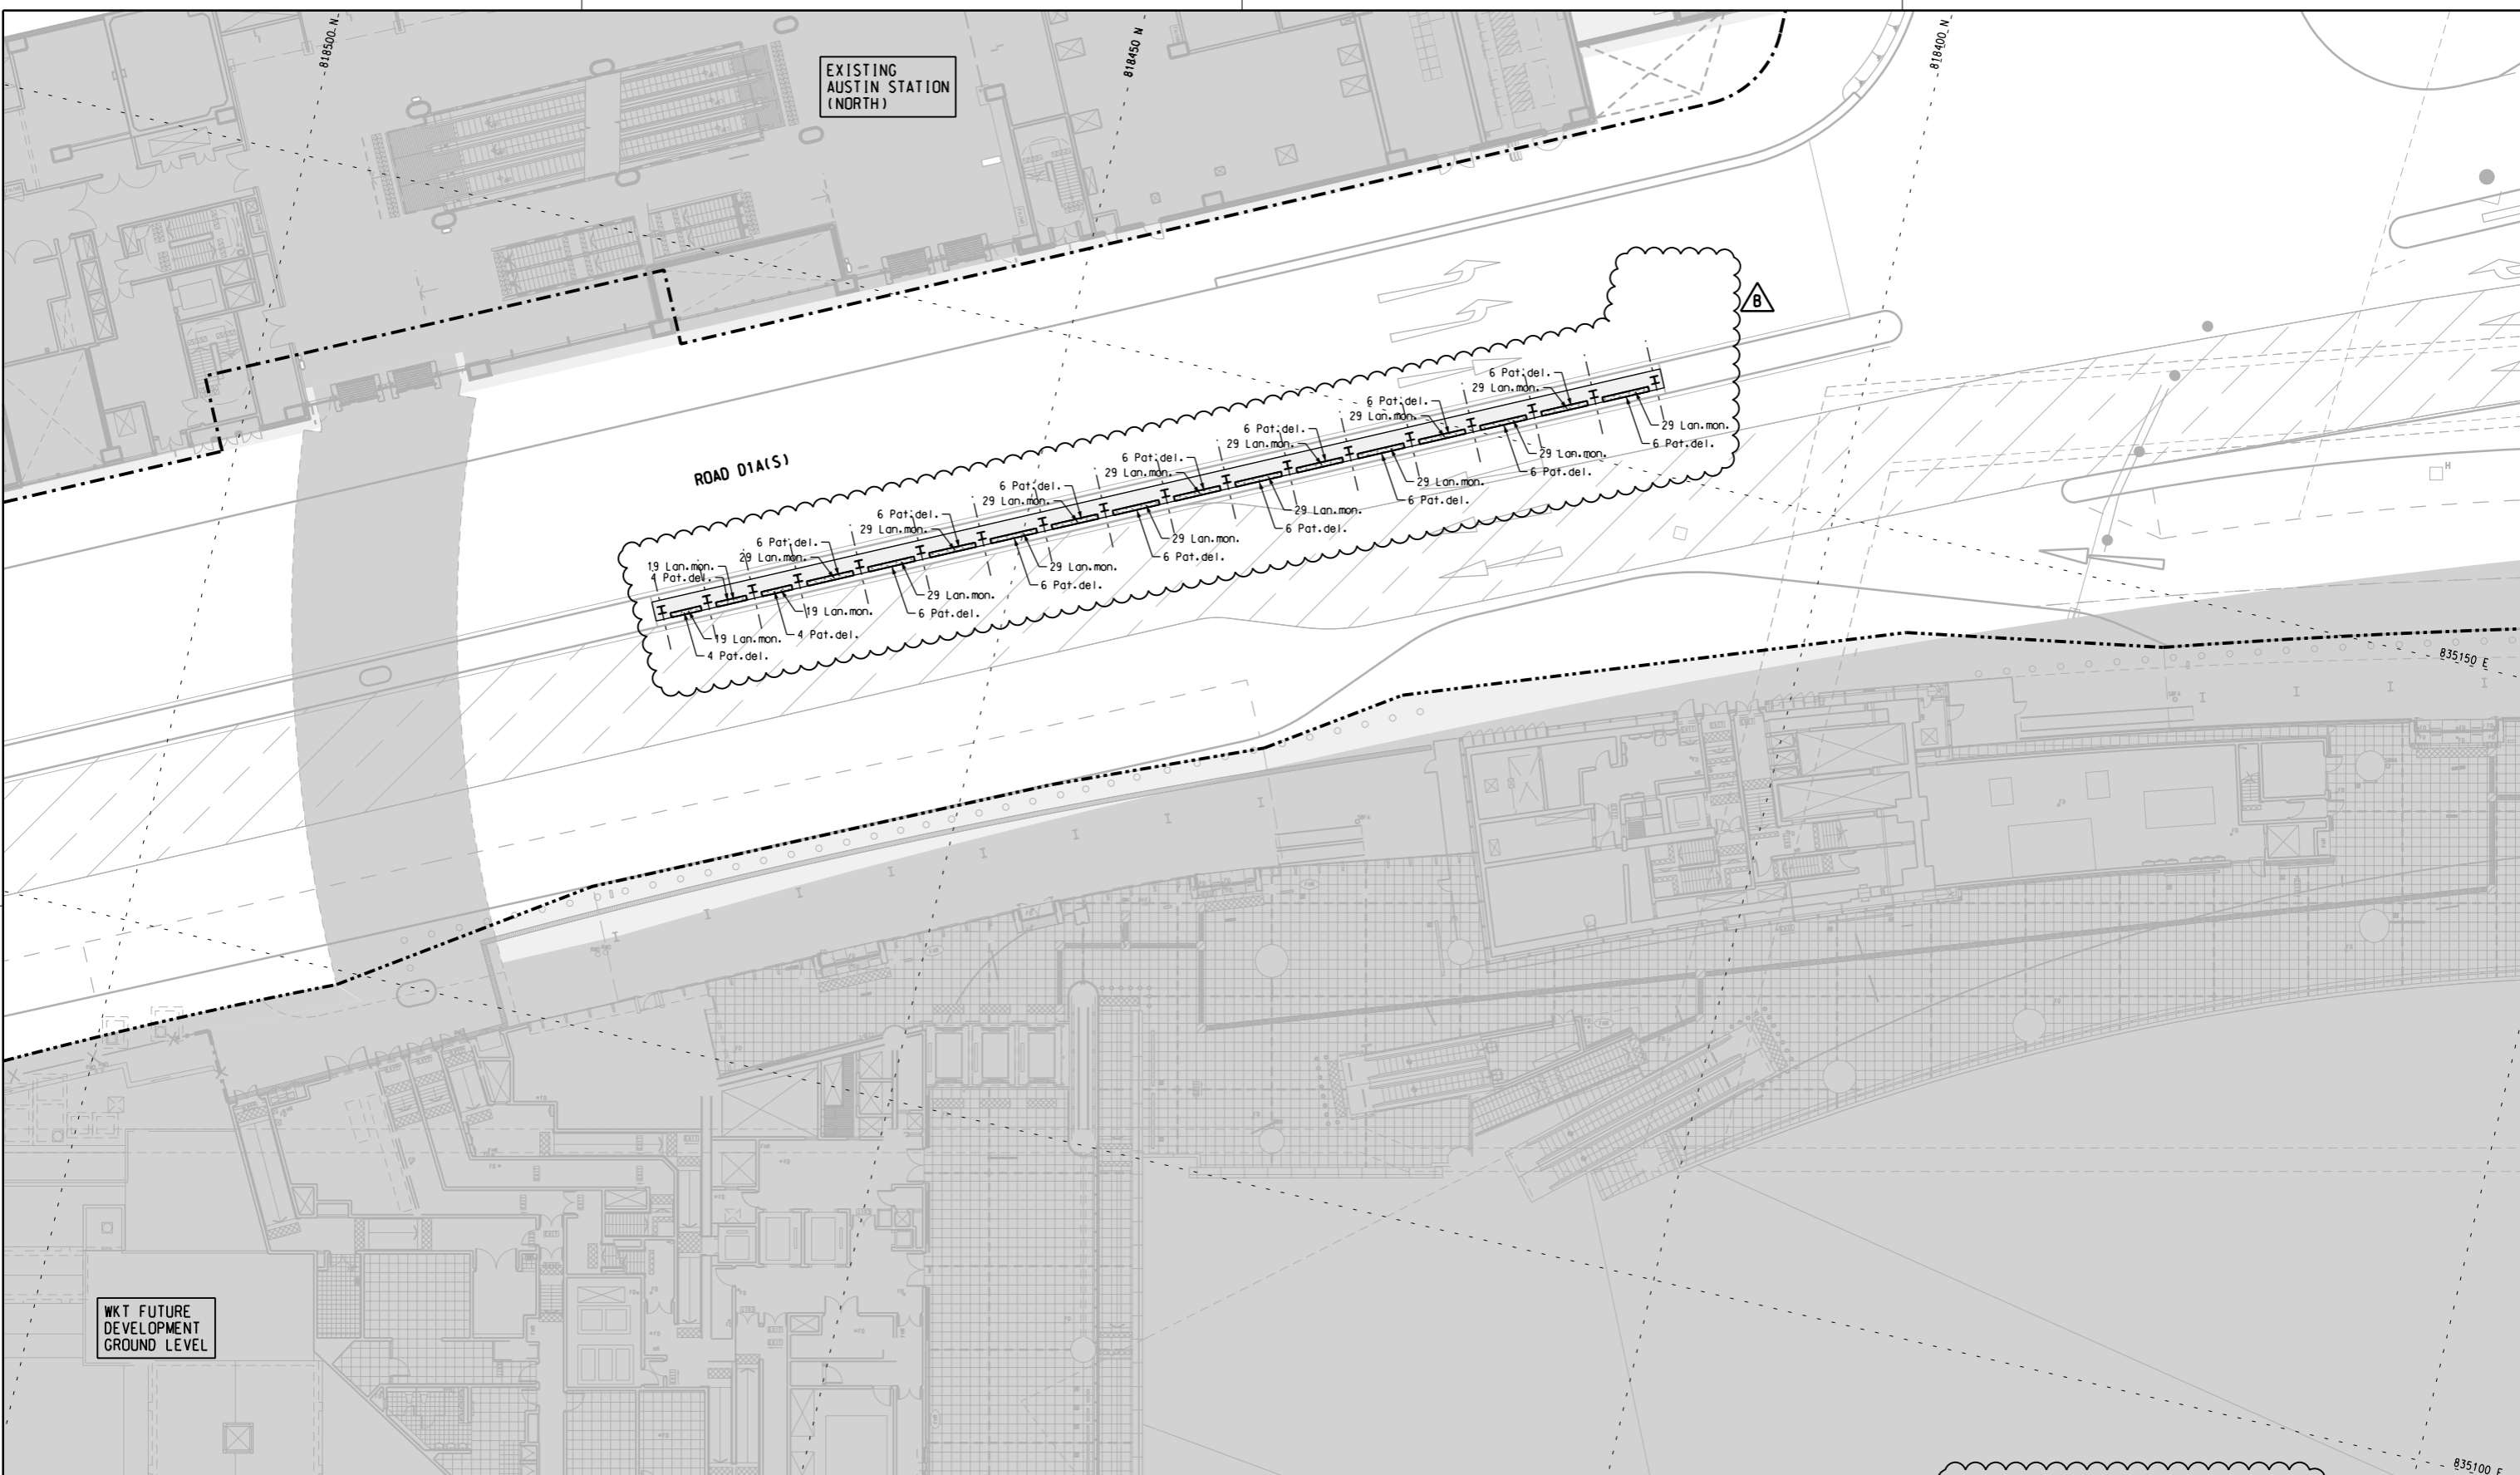 818500 N
818450 N
818400 N
EXISTING
AUSTIN STATION
(NORTH)
B
ROAD D1A(S)
6 Pat.del.
29 Lan.mon.
6 Pat.del.
29 Lan.mon.
6 Pat.del.
29 Lan.mon.
6 Pat.del.
29 Lan.mon.
6 Pat.del.
29 Lan.mon.
6 Pat.del.
29 Lan.mon.
6 Pat.del.
29 Lan.mon.
19 Lan.mon.
4 Pat.del.
29 Lan.mon.
6 Pat.del.
29 Lan.mon.
6 Pat.del.
29 Lan.mon.
6 Pat.del.
29 Lan.mon.
6 Pat.del.
29 Lan.mon.
6 Pat.del.
29 Lan.mon.
6 Pat.del.
29 Lan.mon.
6 Pat.del.
19 Lan.mon.
4 Pat.del.
19 Lan.mon.
4 Pat.del.
H
835150 E
WKT FUTURE
DEVELOPMENT
GROUND LEVEL
835100 E